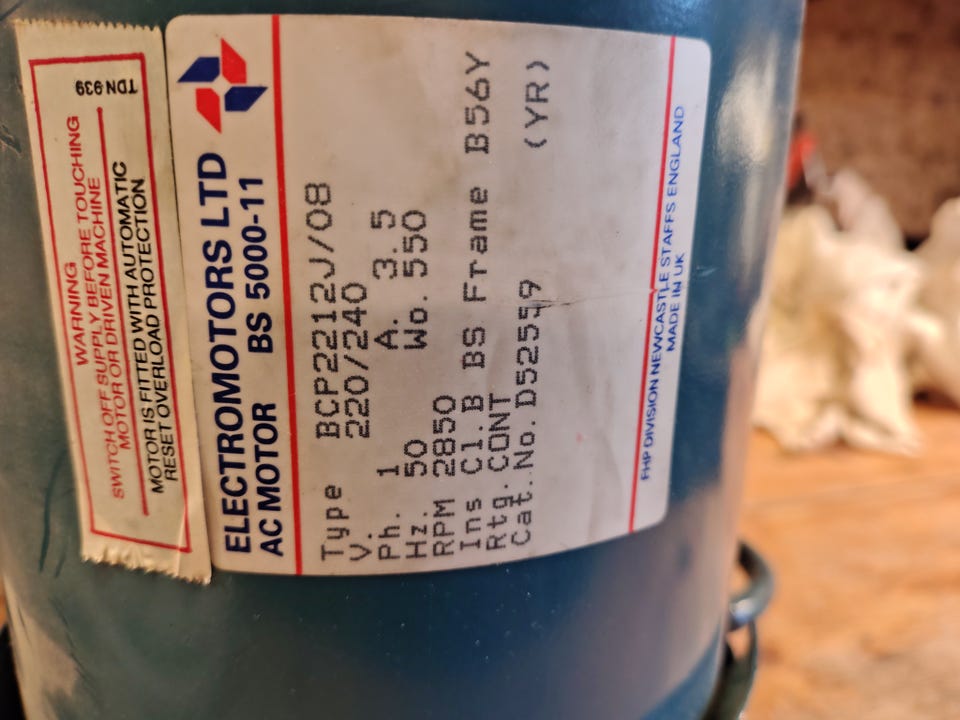 TDN 939
WARNING
SWITCH OFF SUPPLY BEFORE TOUCHING
MOTOR OR DRIVEN MACHINE
MOTOR IS FITTED WITH AUTOMATIC
RESET OVERLOAD PROTECTION
ELECTROMOTORS LTD
AC MOTOR BS 5000-11
Type BCP2212J/08
V. 220/240
Ph. 1 A. 3.5
Hz. 50 Wo. 550
RPM 2850
Ins Cl.B BS Frame B56Y
Rtg. CONT
Cat. No. D52559 (YR)
FHP DIVISION NEWCASTLE STAFFS ENGLAND
MADE IN UK